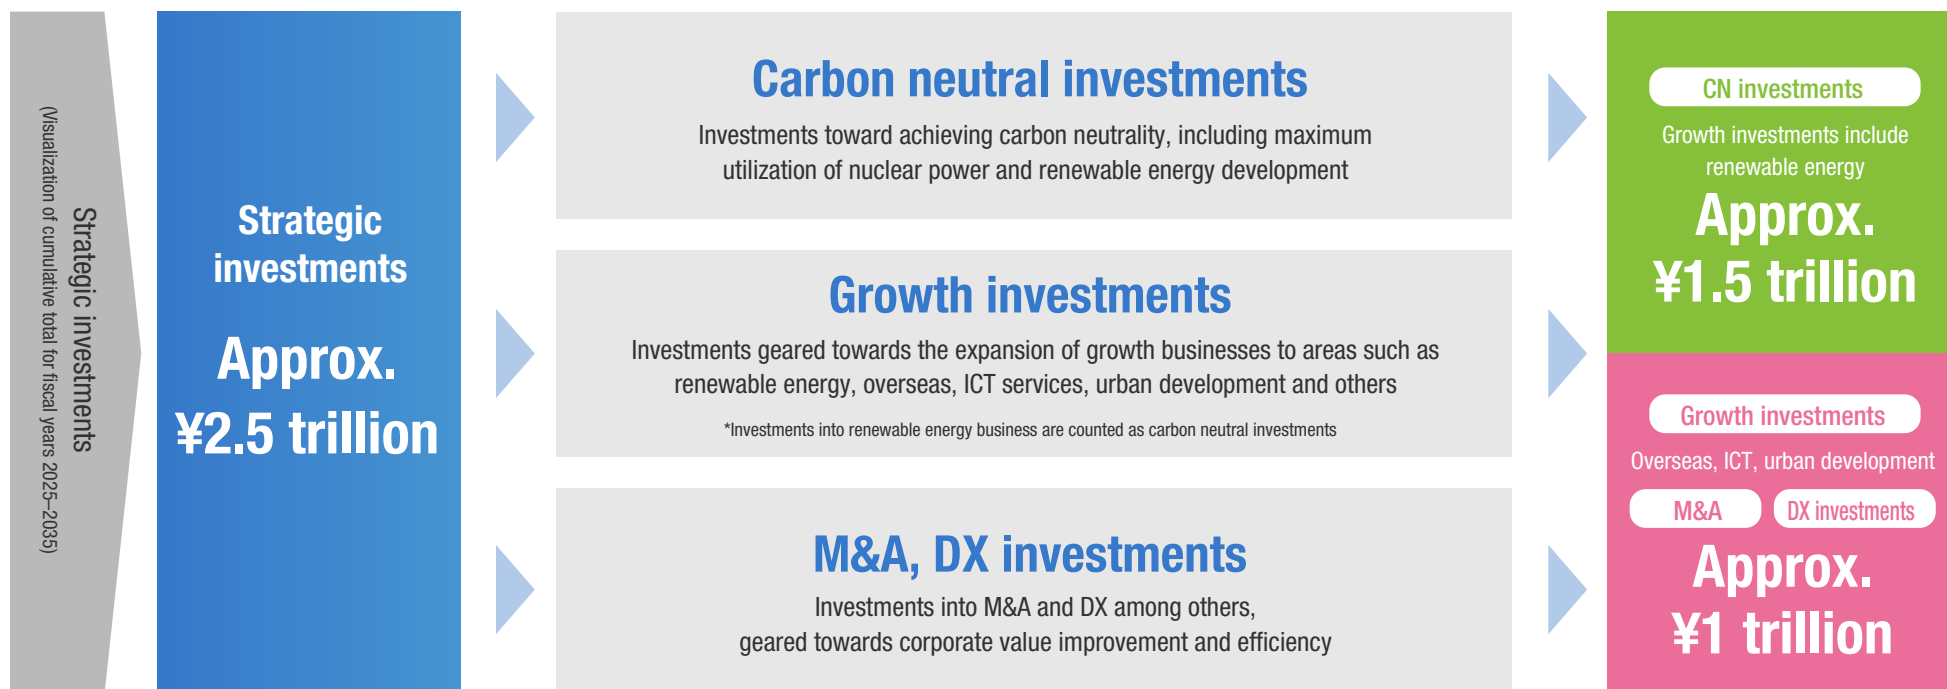 Strategic investments
(Visualization of cumulative total for fiscal years 2025–2035)
Strategic
investments
Approx.
¥2.5 trillion
Carbon neutral investments
Investments toward achieving carbon neutrality, including maximum
utilization of nuclear power and renewable energy development
Growth investments
Investments geared towards the expansion of growth businesses to areas such as
renewable energy, overseas, ICT services, urban development and others
*Investments into renewable energy business are counted as carbon neutral investments
M&A, DX investments
Investments into M&A and DX among others,
geared towards corporate value improvement and efficiency
CN investments
Growth investments include
renewable energy
Approx.
¥1.5 trillion
Growth investments
Overseas, ICT, urban development
M&A DX investments
Approx.
¥1 trillion